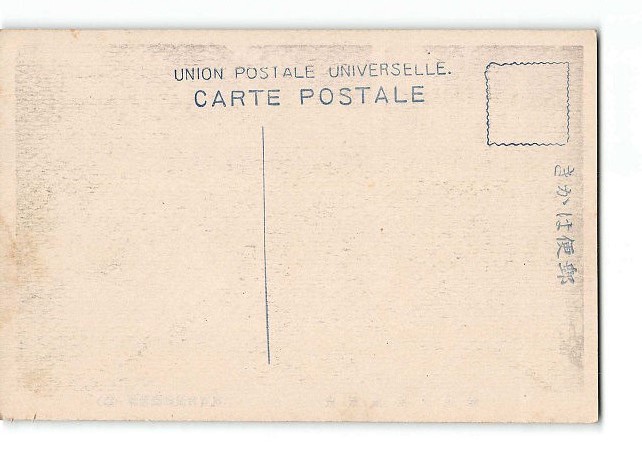 UNION POSTALE UNIVERSELLE.
CARTE POSTALE
きかは便郵